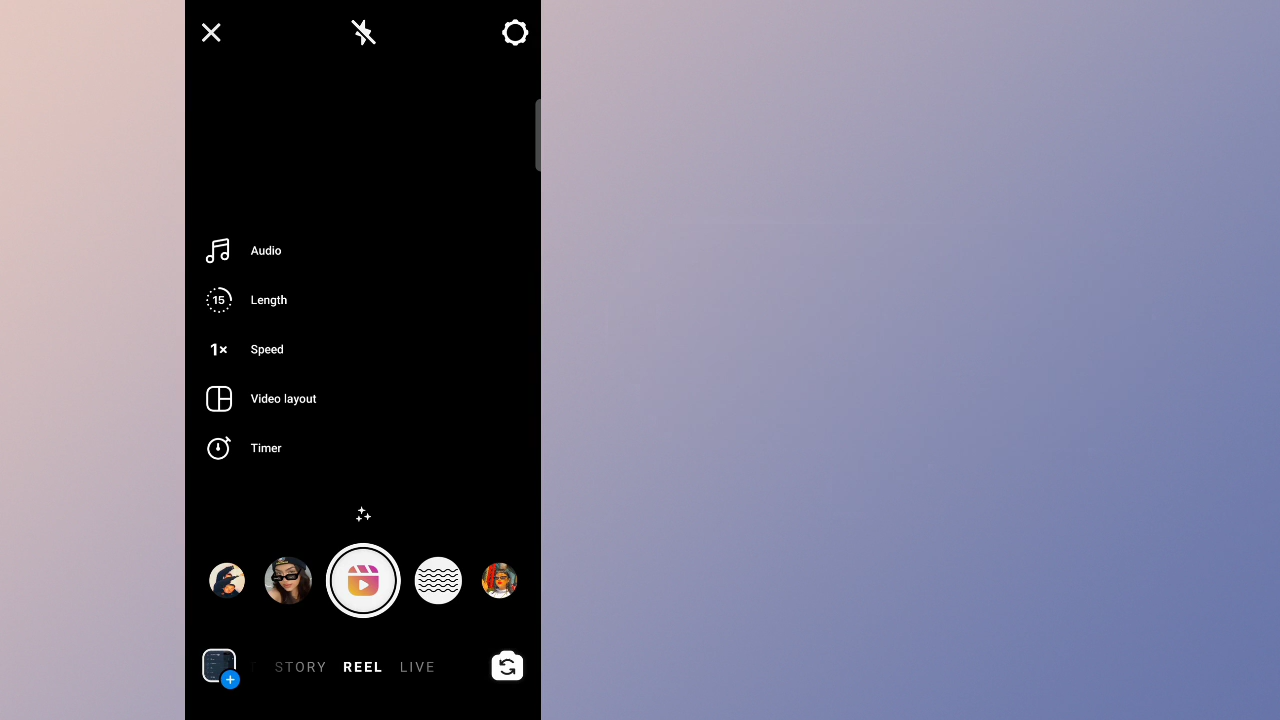 Audio
15 Length
1× Speed
Video layout
Timer
STORY REEL LIVE